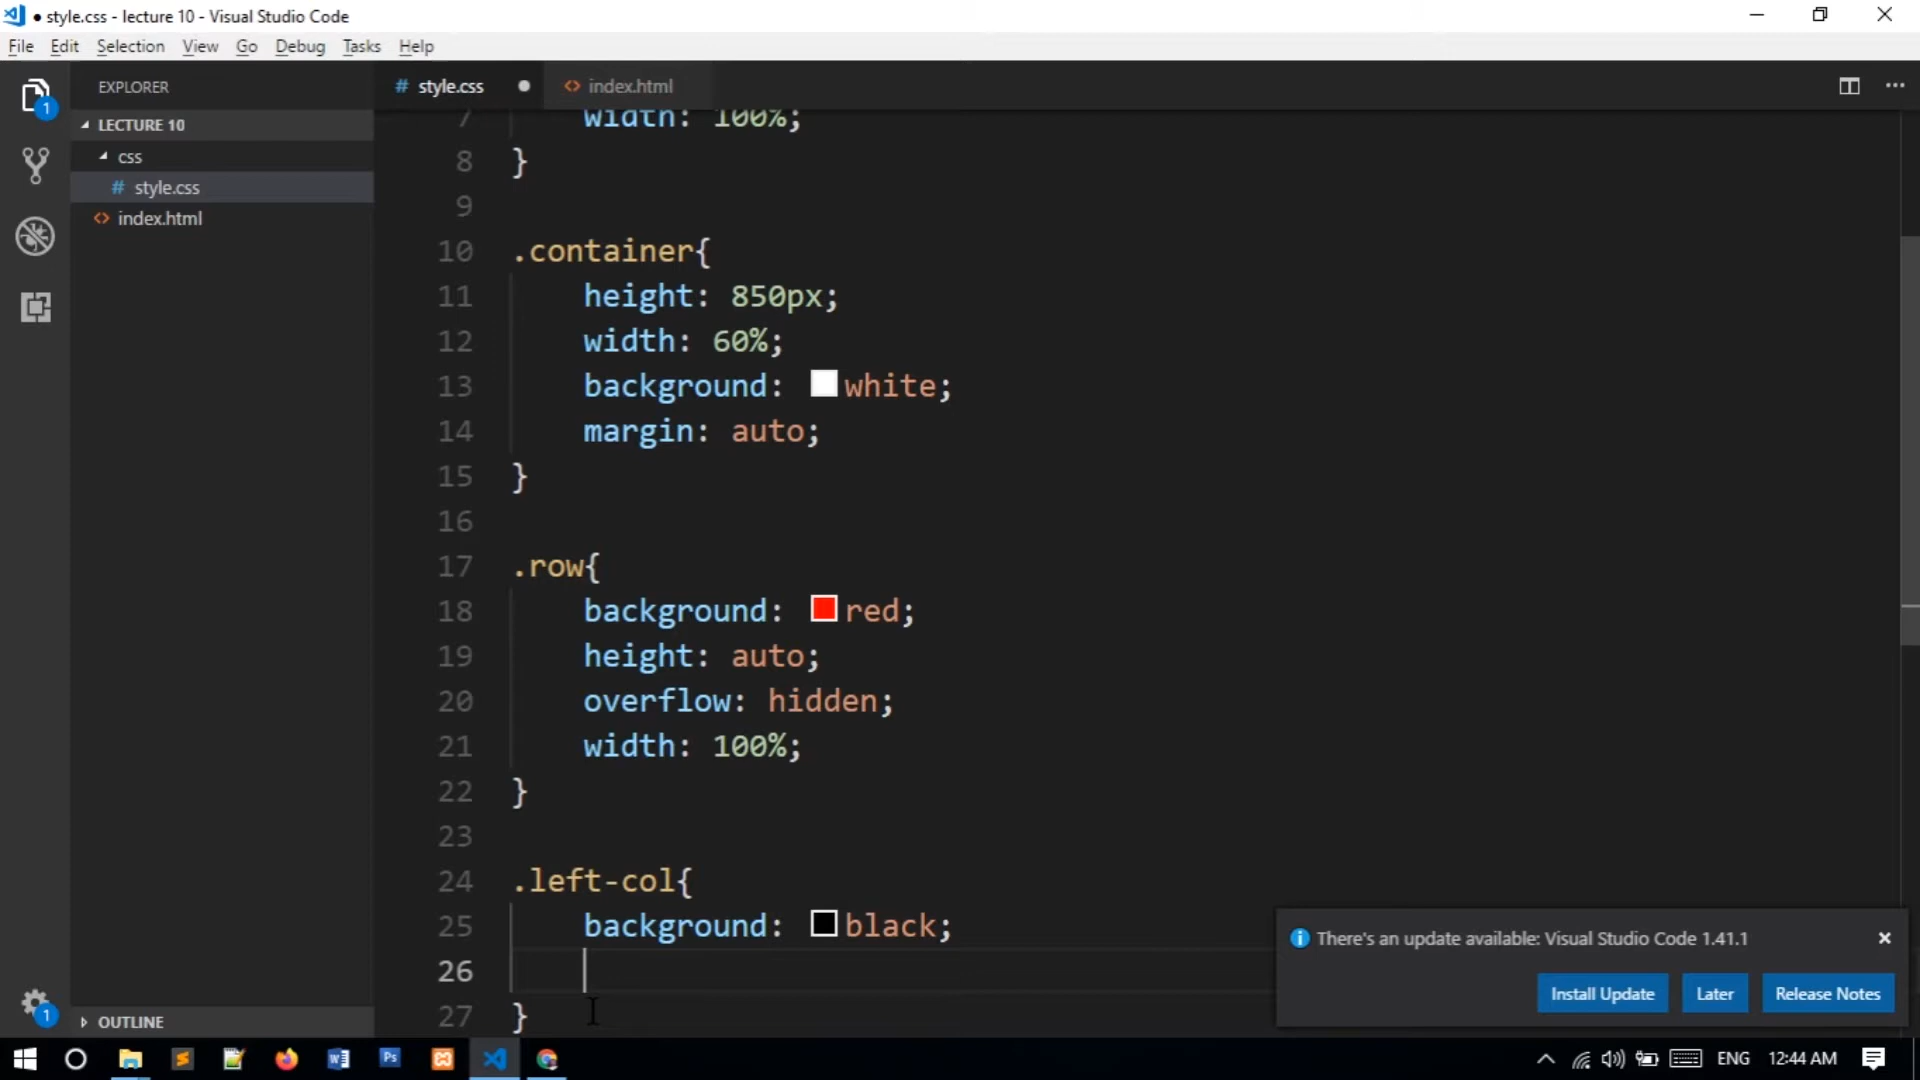 ● style.css - lecture 10 - Visual Studio Code
File Edit Selection View Go Debug Tasks Help
1
EXPLORER
LECTURE 10
css
# style.css
<> index.html
OUTLINE
1
# style.css
<> index.html
7 width: 100%;
8 }
9
10 .container{
11 height: 850px;
12 width: 60%;
13 background: white;
14 margin: auto;
15 }
16
17 .row{
18 background: red;
19 height: auto;
20 overflow: hidden;
21 width: 100%;
22 }
23
24 .left-col{
25 background: black;
26
27 }
There's an update available: Visual Studio Code 1.41.1
Install Update Later Release Notes
W
Ps
ENG 12:44 AM